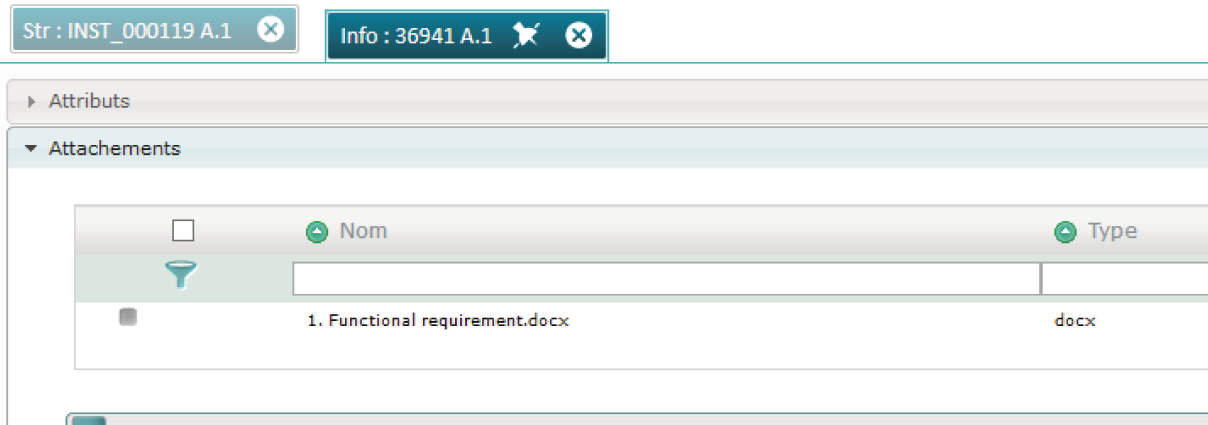 Str : INST_000119 A.1 Info : 36941 A.1
Attributs
Attachements
Nom Type
1. Functional requirement.docx docx